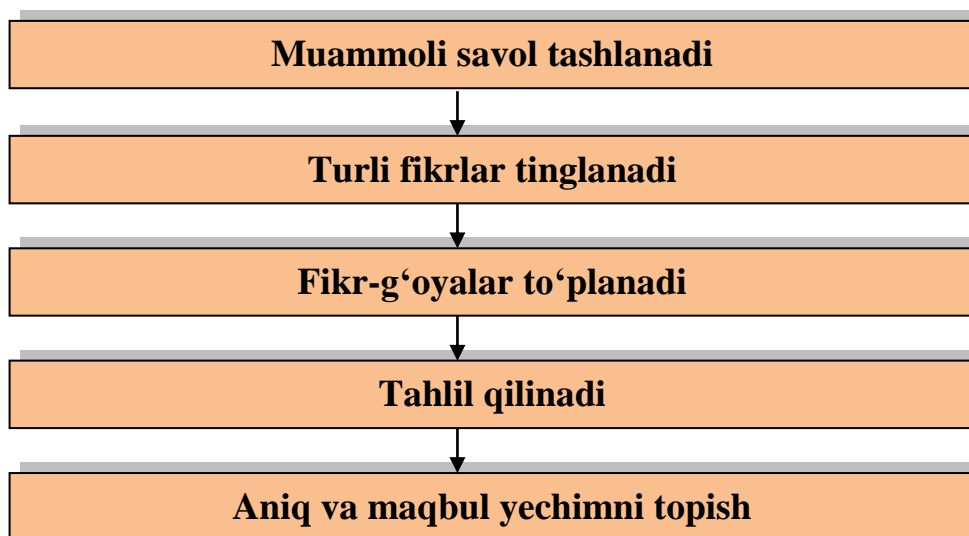 Muammoli savol tashlanadi
Turli fikrlar tinglanadi
Fikr-g‘oyalar to‘planadi
Tahlil qilinadi
Aniq va maqbul yechimni topish